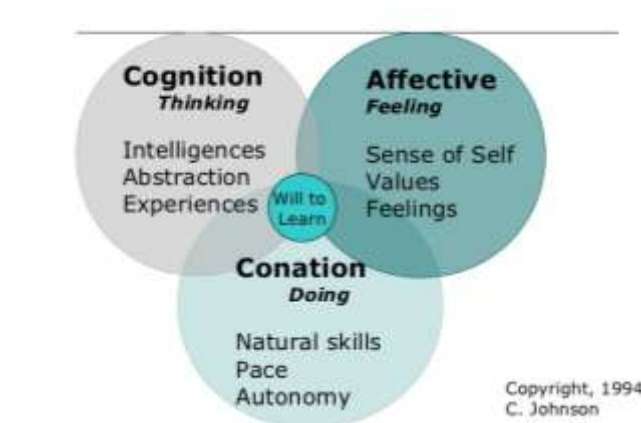 Cognition
Thinking
Intelligences
Abstraction
Experiences
Affective
Feeling
Sense of Self
Values
Feelings
Will to
Learn
Conation
Doing
Natural skills
Pace
Autonomy
Copyright, 1994
C. Johnson